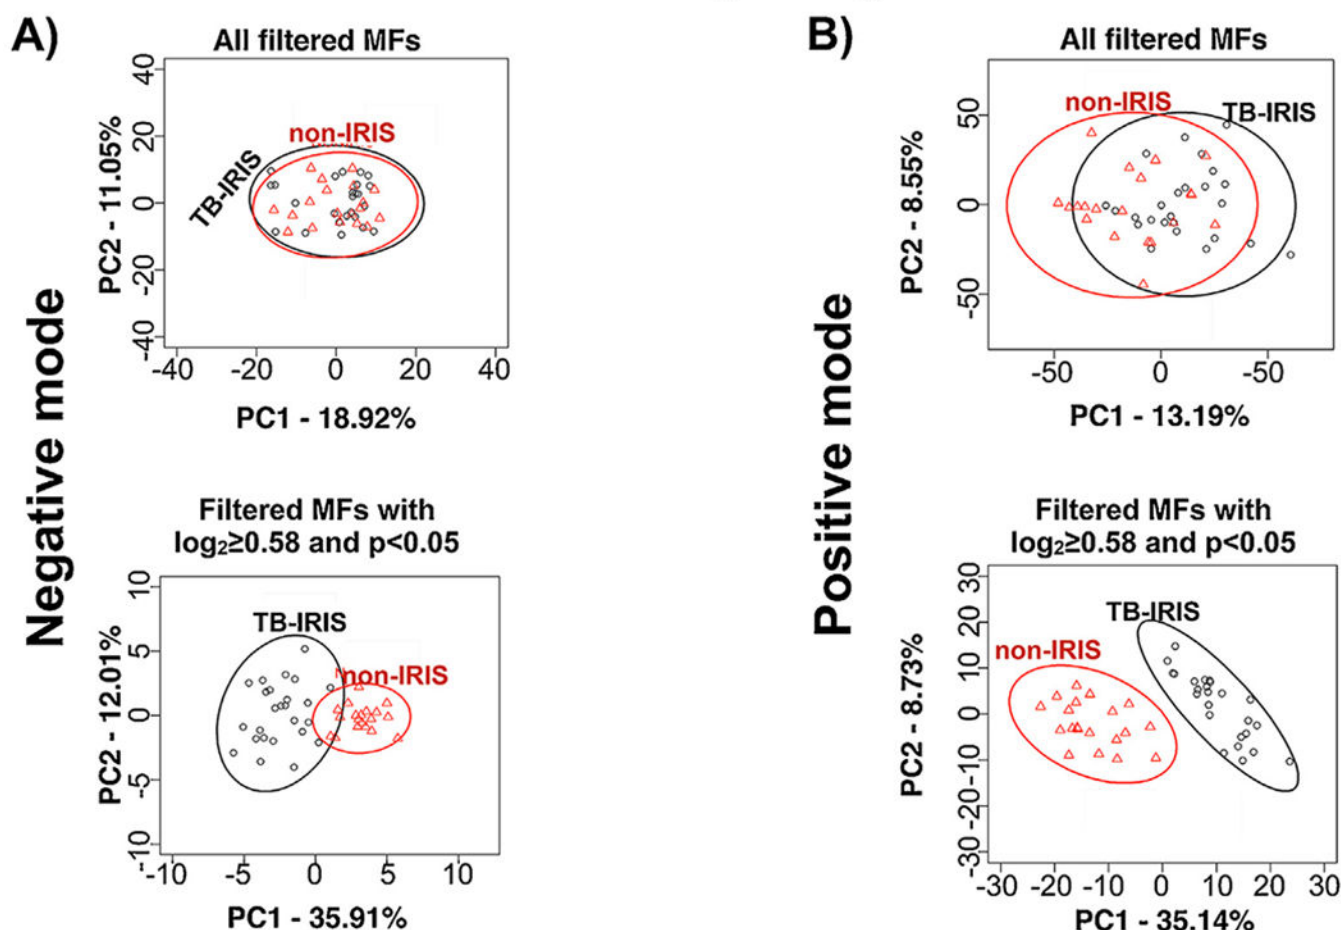 A)
All filtered MFs
non-IRIS
TB-IRIS
PC2 - 11.05%
40
20
0
-20
-40
-40 -20 0 20 40
PC1 - 18.92%
Negative mode
Filtered MFs with
log₂≥0.58 and p<0.05
TB-IRIS
non-IRIS
PC2 - 12.01%
10
5
0
-5
-10
-10 -5 0 5 10
PC1 - 35.91%
B)
All filtered MFs
non-IRIS
TB-IRIS
PC2 - 8.55%
50
0
-50
-50 0 -50
PC1 - 13.19%
Positive mode
Filtered MFs with
log₂≥0.58 and p<0.05
TB-IRIS
non-IRIS
PC2 - 8.73%
30
20
10
0
-10
-20
-30
-30 -20 -10 0 10 20 30
PC1 - 35.14%